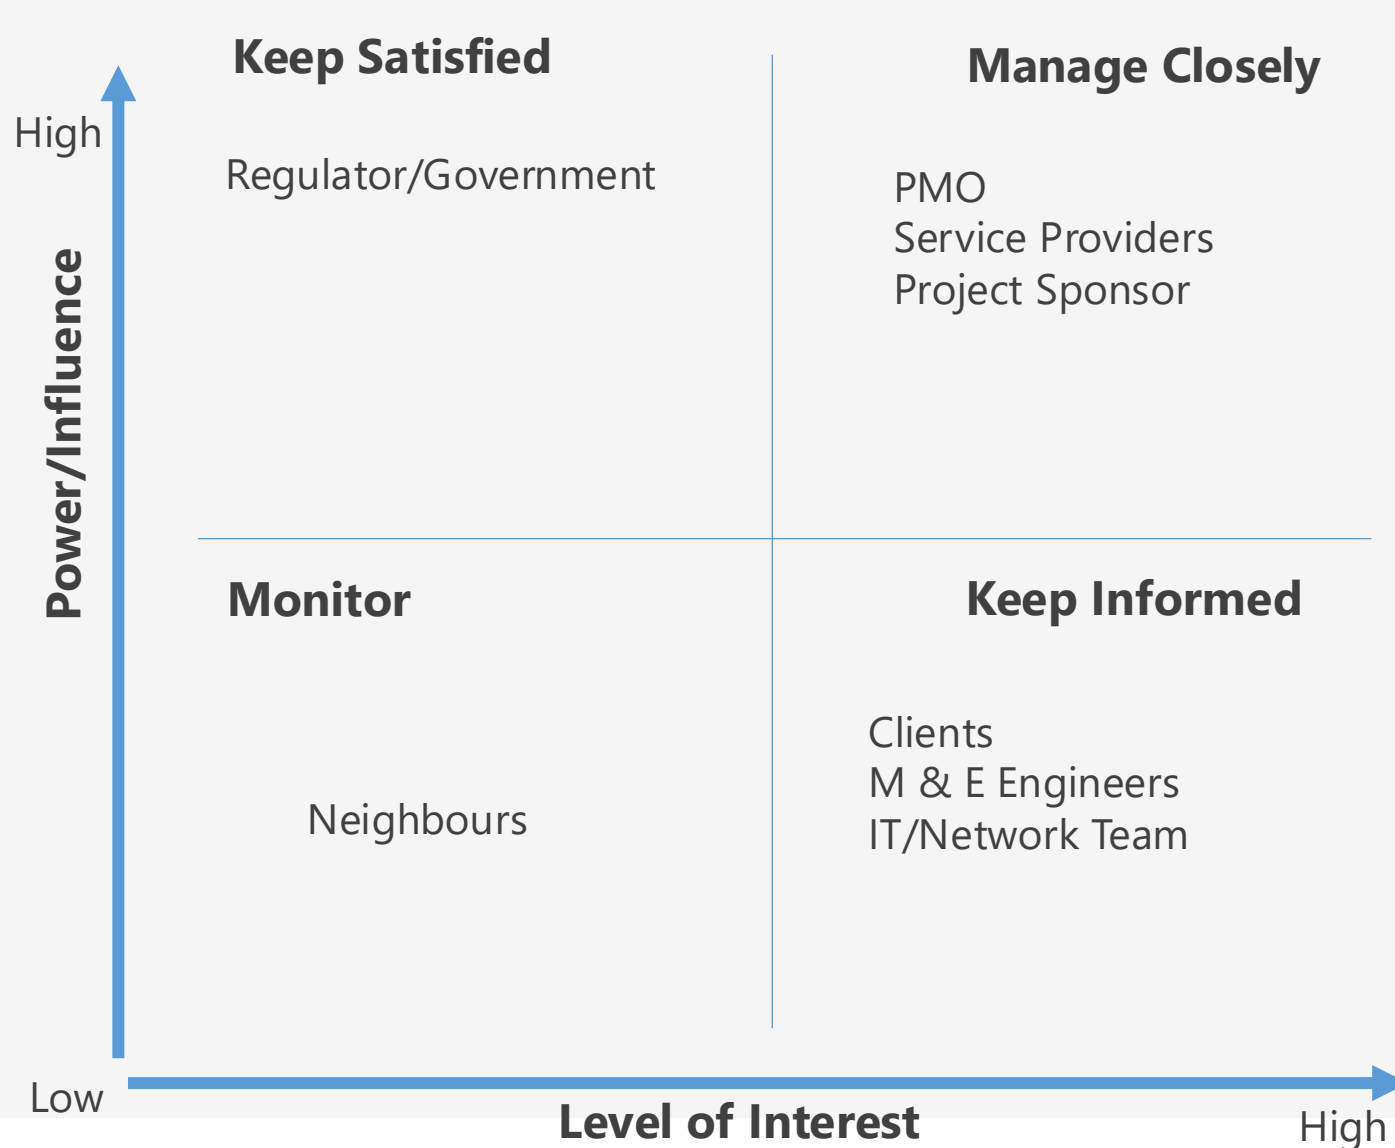 Keep Satisfied
Manage Closely
High
Regulator/Government
PMO
Service Providers
Project Sponsor
Power/Influence
Monitor
Keep Informed
Neighbours
Clients
M & E Engineers
IT/Network Team
Low
Level of Interest
High